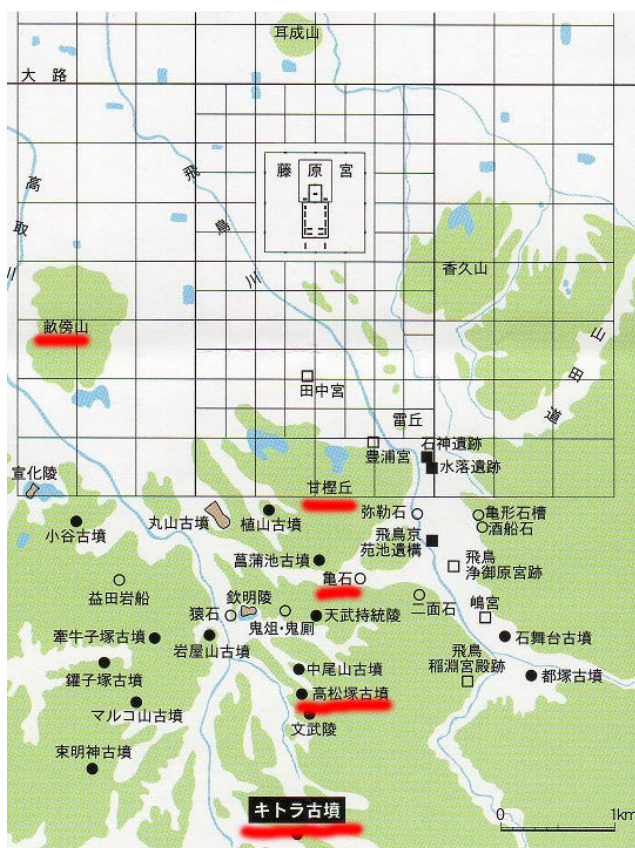 耳成山
大路
藤原宮
飛鳥川
高取川
香久山
畝傍山
山田道
田中宮
雷丘
豊浦宮
石神遺跡
水落遺跡
宣化陵
甘樫丘
丸山古墳
植山古墳
弥勒石
亀形石槽
酒船石
小谷古墳
飛鳥京
苑池遺構
菖蒲池古墳
飛鳥
浄御原宮跡
亀石
益田岩船
欽明陵
猿石
鬼俎・鬼厠
天武持統陵
二面石
嶋宮
牽牛子塚古墳
岩屋山古墳
石舞台古墳
飛鳥
稲淵宮殿跡
鑵子塚古墳
中尾山古墳
都塚古墳
マルコ山古墳
高松塚古墳
文武陵
束明神古墳
キトラ古墳
0 1km